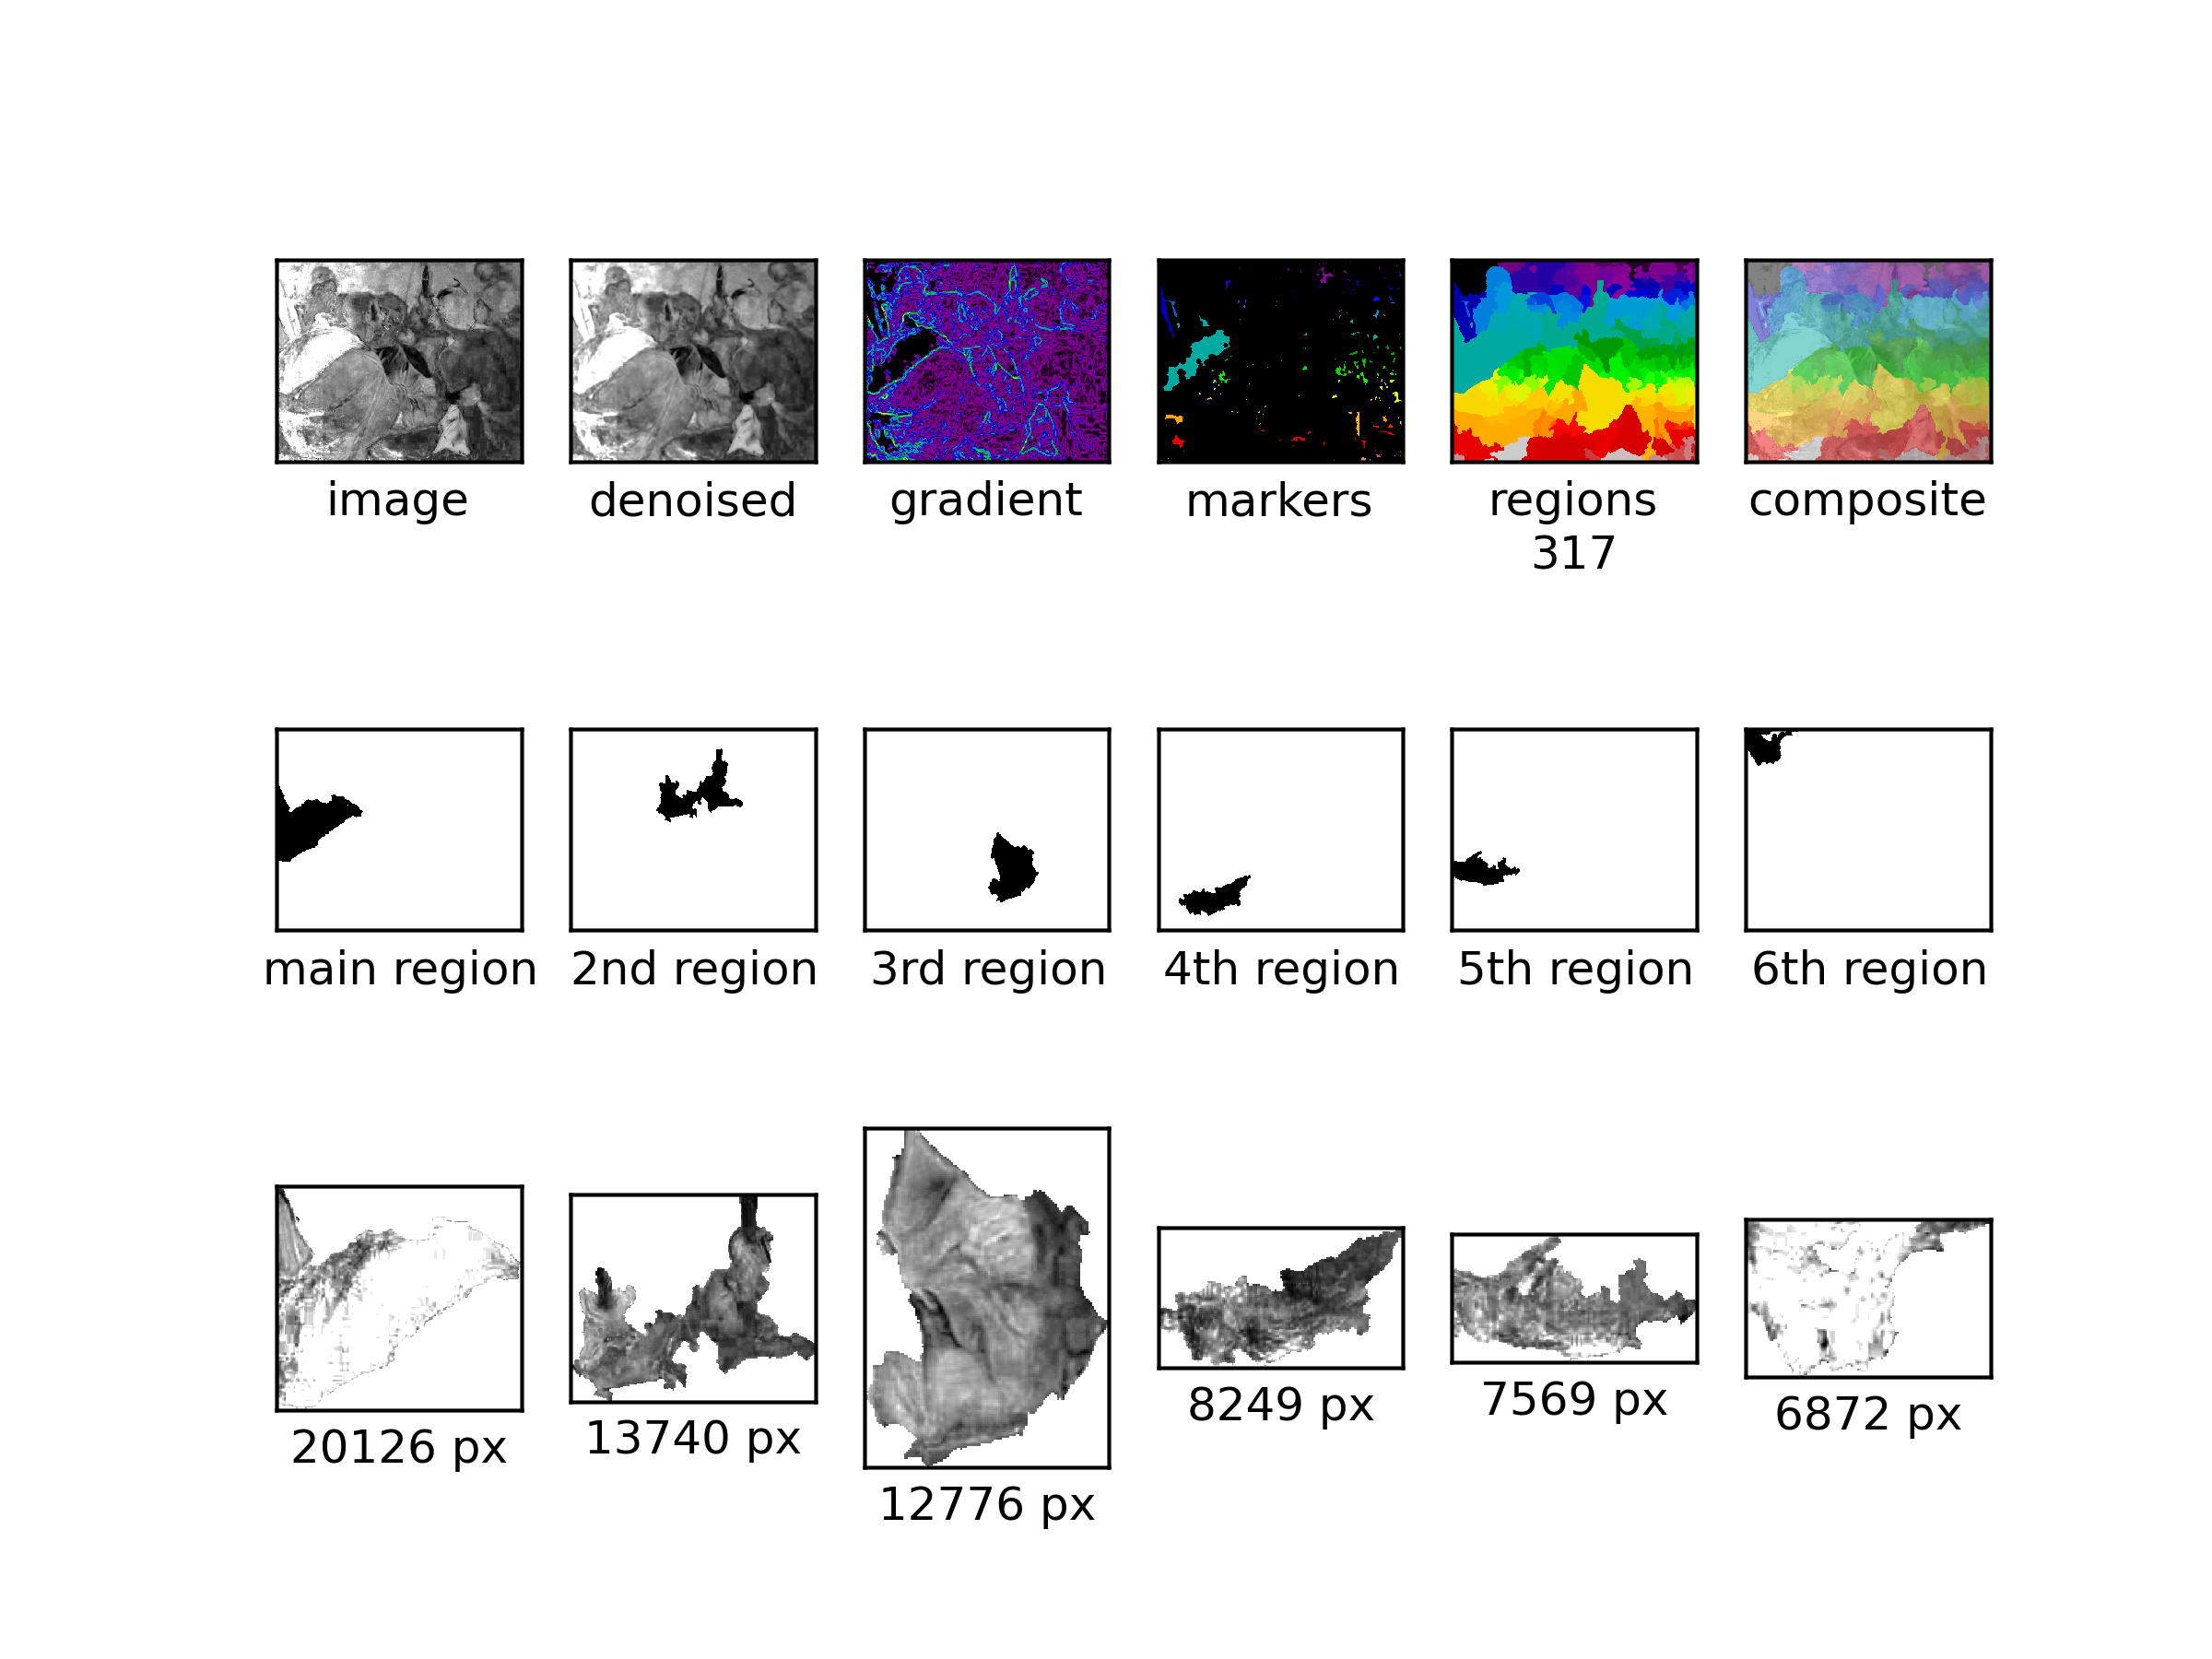 image
denoised
gradient
markers
regions
317
composite
main region
2nd region
3rd region
4th region
5th region
6th region
20126 px
13740 px
12776 px
8249 px
7569 px
6872 px